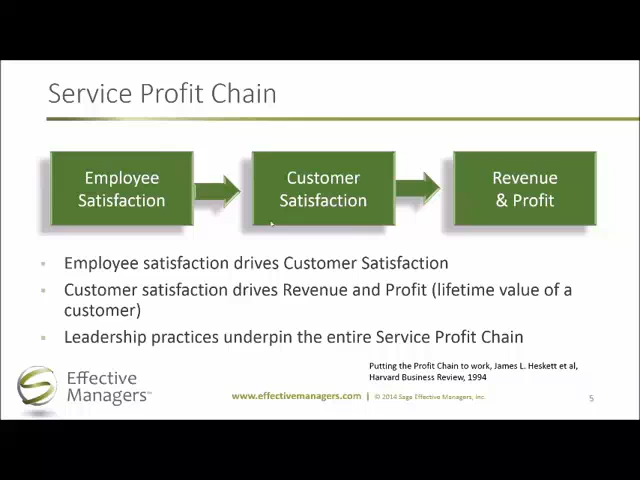 Service Profit Chain
Employee
Satisfaction
Customer
Satisfaction
Revenue
& Profit
Employee satisfaction drives Customer Satisfaction
Customer satisfaction drives Revenue and Profit (lifetime value of a
customer)
Leadership practices underpin the entire Service Profit Chain
Putting the Profit Chain to work, James L. Heskett et al,
Harvard Business Review, 1994
Effective
Managers™
www.effectivemanagers.com | © 2014 Sage Effective Managers, Inc.
5